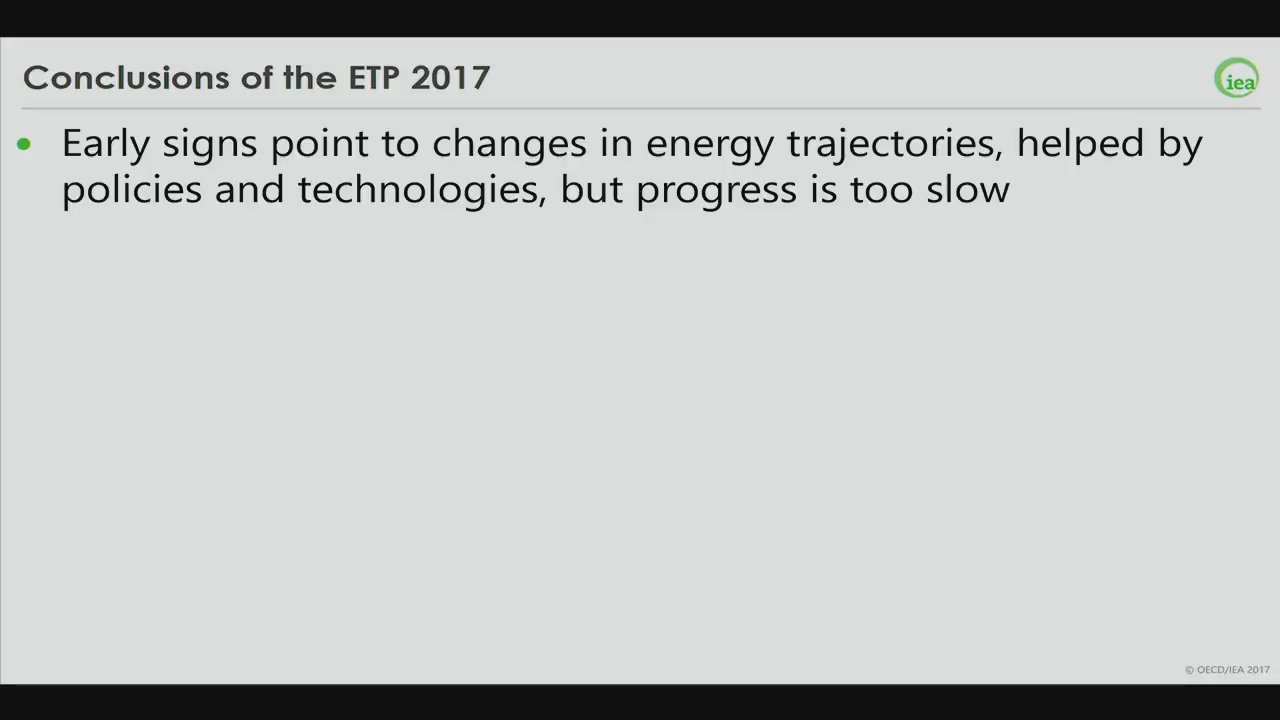 Conclusions of the ETP 2017
iea
• Early signs point to changes in energy trajectories, helped by
policies and technologies, but progress is too slow
© OECD/IEA 2017